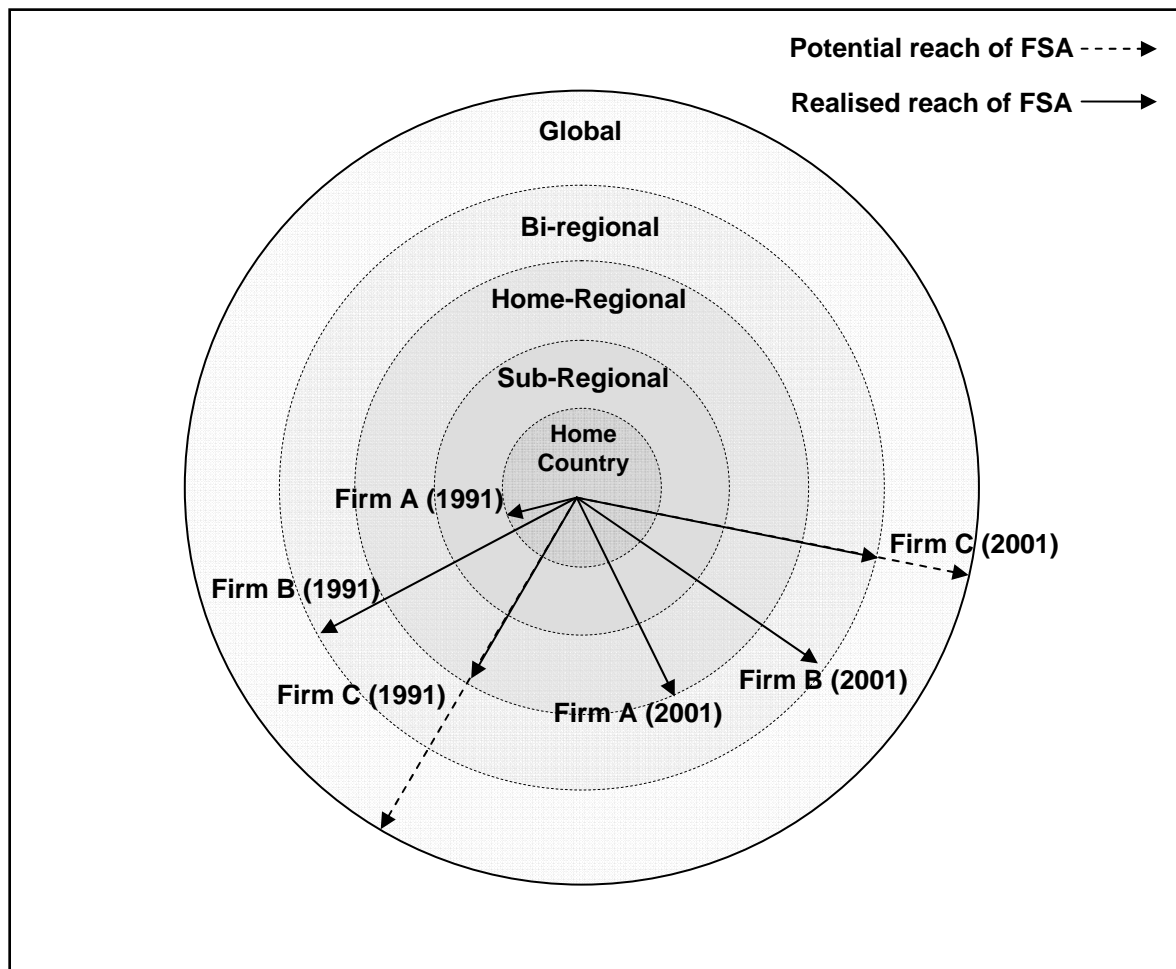 Potential reach of FSA
Realised reach of FSA
Global
Bi-regional
Home-Regional
Sub-Regional
Home
Country
Firm A (1991)
Firm C (2001)
Firm B (1991)
Firm B (2001)
Firm C (1991)
Firm A (2001)